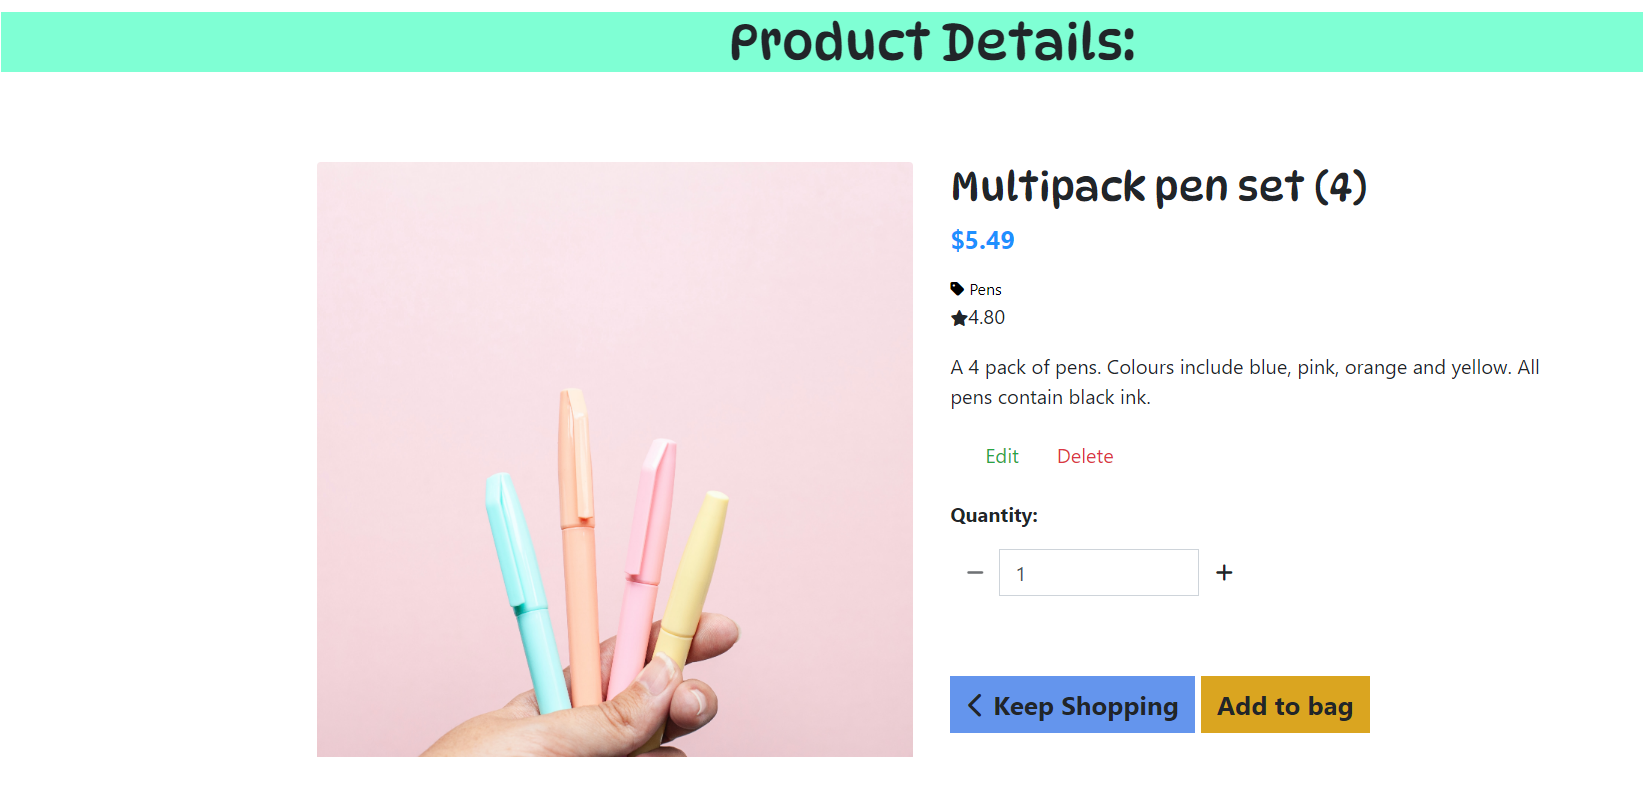 Product Details:
Multipack pen set (4)
$5.49
Pens
4.80
A 4 pack of pens. Colours include blue, pink, orange and yellow. All
pens contain black ink.
Edit Delete
Quantity:
− 1 +
Keep Shopping Add to bag